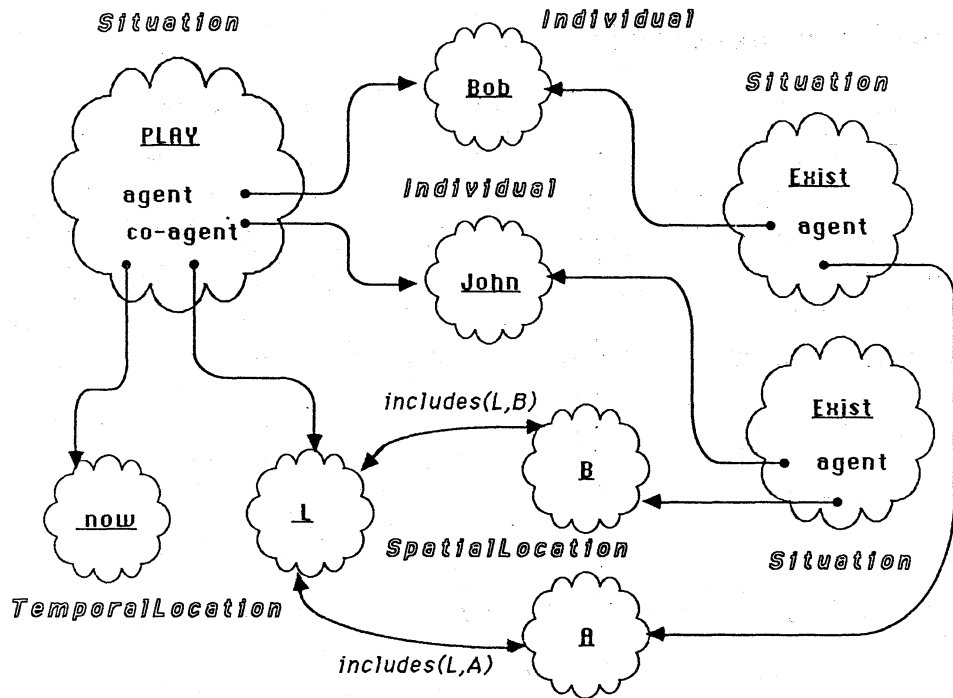 Situation
Individual
Bob
Situation
PLAY
agent
co-agent
Individual
Exist
agent
John
includes(L,B)
Exist
agent
B
now
L
SpatialLocation
Situation
TemporalLocation
A
includes(L,A)